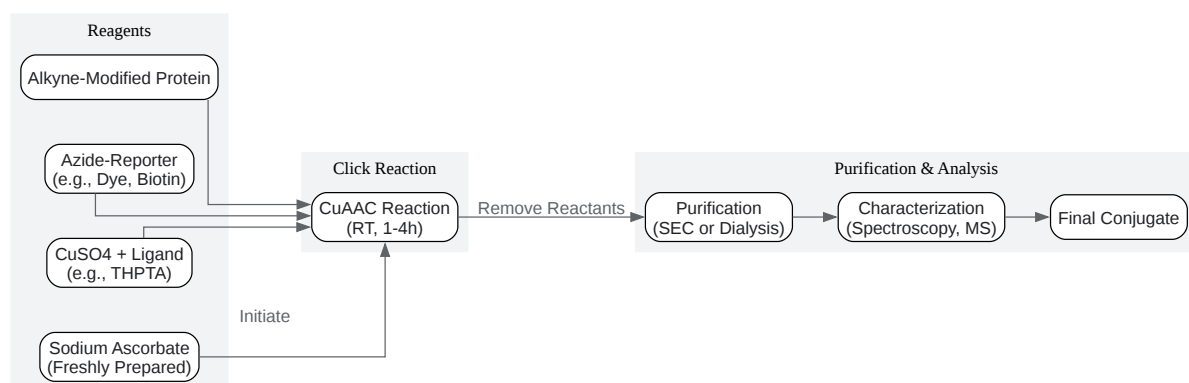 Reagents
Alkyne-Modified Protein
Azide-Reporter
(e.g., Dye, Biotin)
CuSO4 + Ligand
(e.g., THPTA)
Initiate
Sodium Ascorbate
(Freshly Prepared)
Click Reaction
CuAAC Reaction
(RT, 1-4h)
Remove Reactants
Purification & Analysis
Purification
(SEC or Dialysis)
Characterization
(Spectroscopy, MS)
Final Conjugate